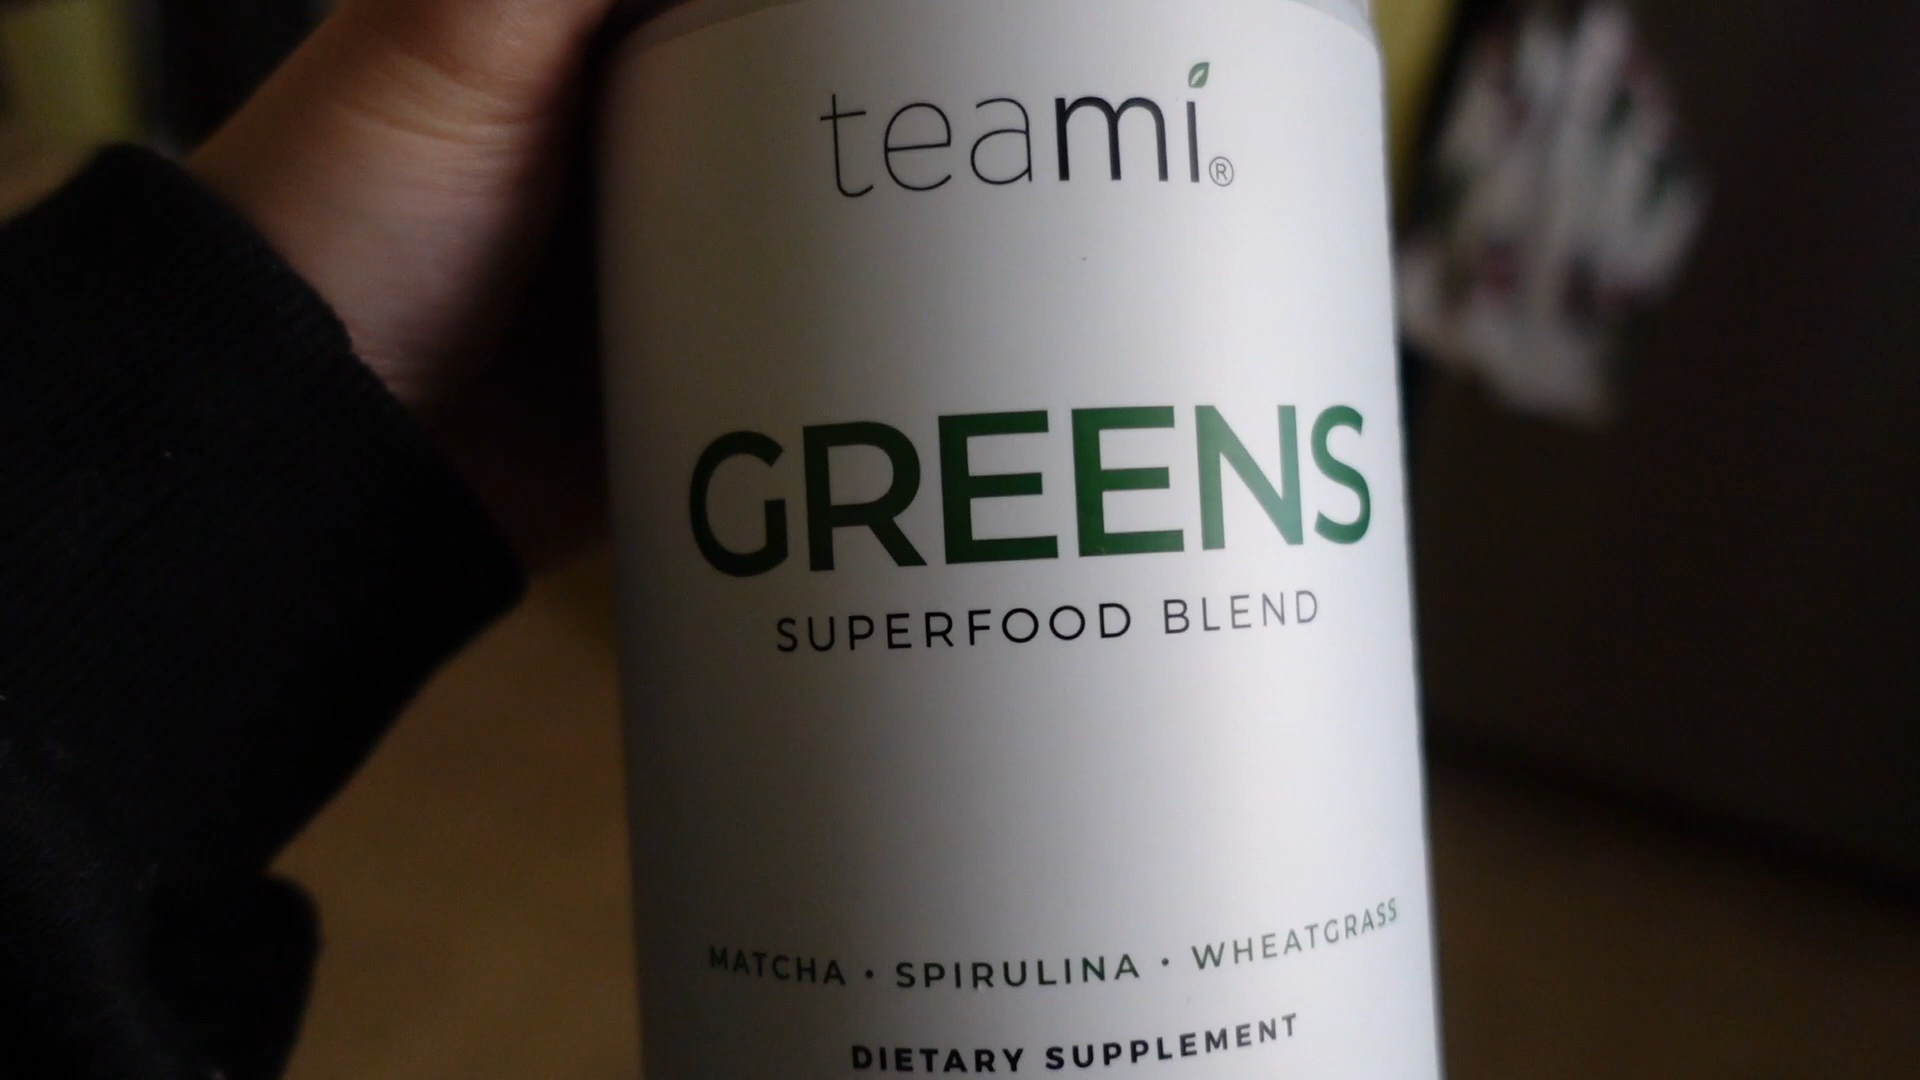 teami®
GREENS
SUPERFOOD BLEND
MATCHA • SPIRULINA • WHEATGRASS
DIETARY SUPPLEMENT